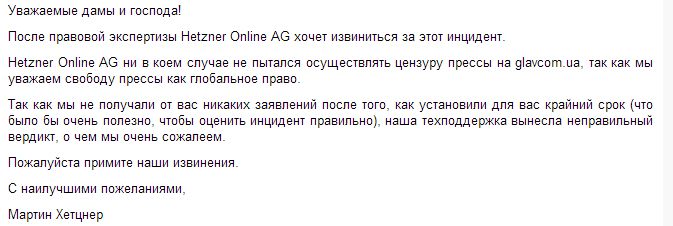 Уважаемые дамы и господа!
После правовой экспертизы Hetzner Online AG хочет извиниться за этот инцидент.
Hetzner Online AG ни в коем случае не пытался осуществлять цензуру прессы на glavcom.ua, так как мы
уважаем свободу прессы как глобальное право.
Так как мы не получали от вас никаких заявлений после того, как установили для вас крайний срок (что
было бы очень полезно, чтобы оценить инцидент правильно), наша техподдержка вынесла неправильный
вердикт, о чем мы очень сожалеем.
Пожалуйста примите наши извинения.
С наилучшими пожеланиями,
Мартин Хетцнер